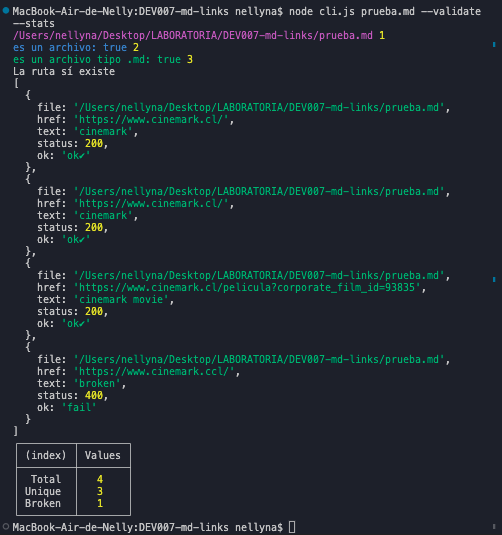 MacBook-Air-de-Nelly:DEV007-md-links nellyna$ node cli.js prueba.md --validate
--stats
/Users/nellyna/Desktop/LABORATORIA/DEV007-md-links/prueba.md 1
es un archivo: true 2
es un archivo tipo .md: true 3
La ruta sí existe
[
  {
    file: '/Users/nellyna/Desktop/LABORATORIA/DEV007-md-links/prueba.md',
    href: 'https://www.cinemark.cl/',
    text: 'cinemark',
    status: 200,
    ok: 'ok✔'
  },
  {
    file: '/Users/nellyna/Desktop/LABORATORIA/DEV007-md-links/prueba.md',
    href: 'https://www.cinemark.cl/',
    text: 'cinemark',
    status: 200,
    ok: 'ok✔'
  },
  {
    file: '/Users/nellyna/Desktop/LABORATORIA/DEV007-md-links/prueba.md',
    href: 'https://www.cinemark.cl/pelicula?corporate_film_id=93835',
    text: 'cinemark movie',
    status: 200,
    ok: 'ok✔'
  },
  {
    file: '/Users/nellyna/Desktop/LABORATORIA/DEV007-md-links/prueba.md',
    href: 'https://www.cinemark.ccl/',
    text: 'broken',
    status: 400,
    ok: 'fail'
  }
]
(index) Values
Total 4
Unique 3
Broken 1
MacBook-Air-de-Nelly:DEV007-md-links nellyna$